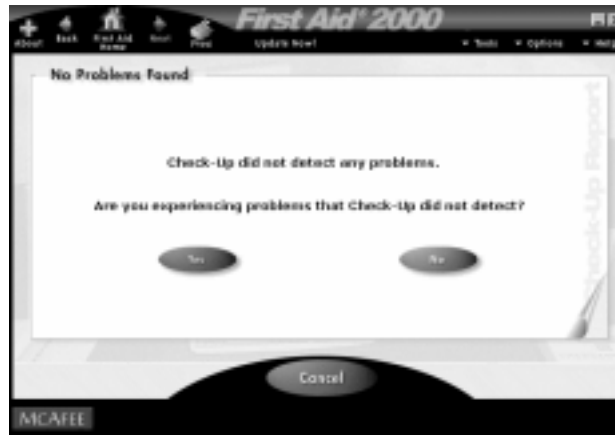 First Aid® 2000
About Back First Aid Home Next Print Update Now! Tools Options Help
No Problems Found
Check-Up did not detect any problems.
Are you experiencing problems that Check-Up did not detect?
Yes No
Check-Up Report
Cancel
MCAFEE